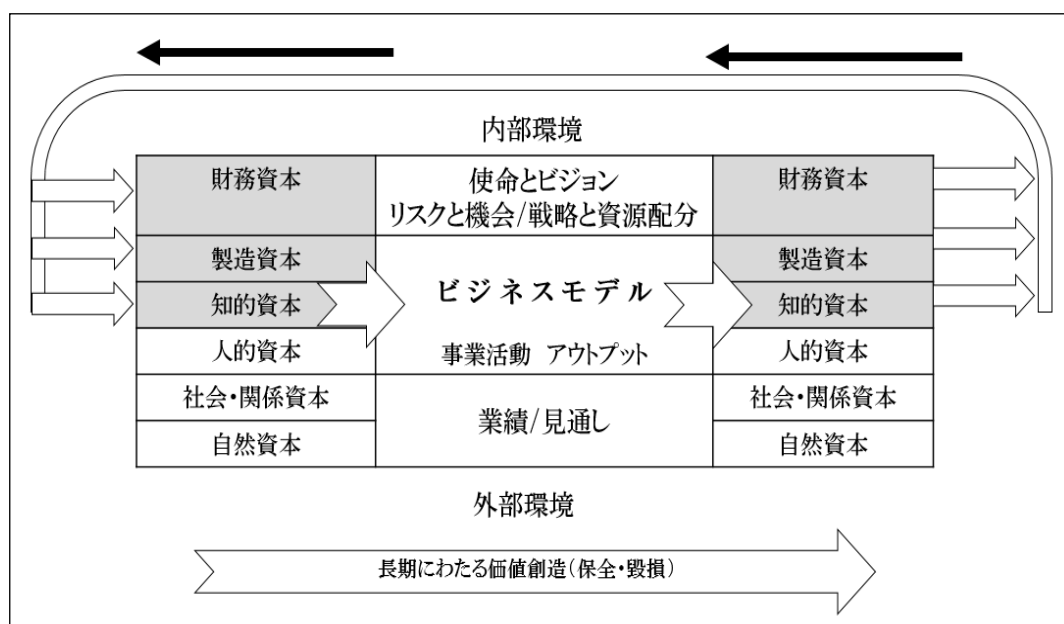 内部環境
財務資本
使命とビジョン
リスクと機会/戦略と資源配分
財務資本
製造資本
ビジネスモデル
製造資本
知的資本
知的資本
人的資本
事業活動 アウトプット
人的資本
社会・関係資本
業績/見通し
社会・関係資本
自然資本
自然資本
外部環境
長期にわたる価値創造(保全・毀損)